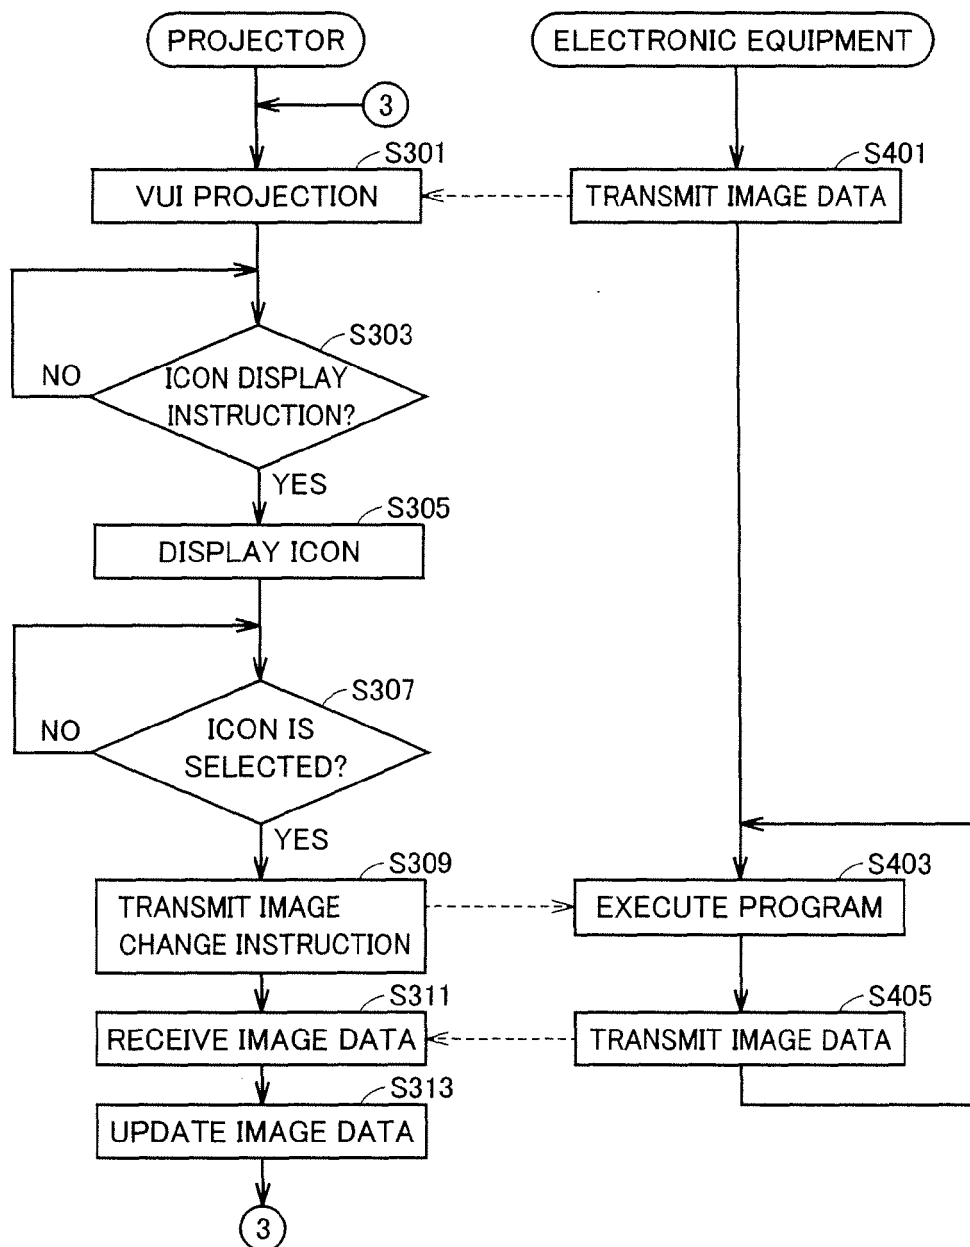 PROJECTOR
ELECTRONIC EQUIPMENT
3
S301
VUI PROJECTION
S401
TRANSMIT IMAGE DATA
S303
NO
ICON DISPLAY
INSTRUCTION?
YES
S305
DISPLAY ICON
S307
NO
ICON IS
SELECTED?
YES
S309
TRANSMIT IMAGE
CHANGE INSTRUCTION
S403
EXECUTE PROGRAM
S311
RECEIVE IMAGE DATA
S405
TRANSMIT IMAGE DATA
S313
UPDATE IMAGE DATA
3